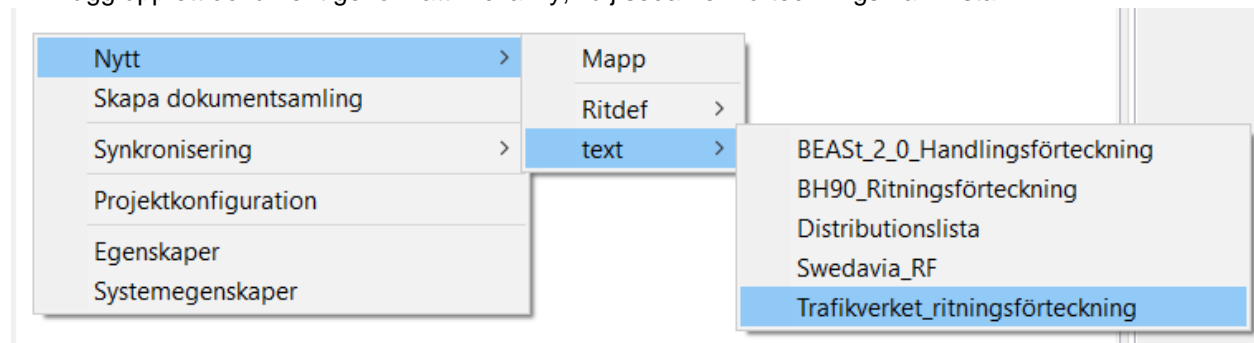 Nytt
Skapa dokumentsamling
Synkronisering
Projektkonfiguration
Egenskaper
Systemegenskaper
Mapp
Ritdef
text
BEASt_2_0_Handlingsförteckning
BH90_Ritningsförteckning
Distributionslista
Swedavia_RF
Trafikverket_ritningsförteckning